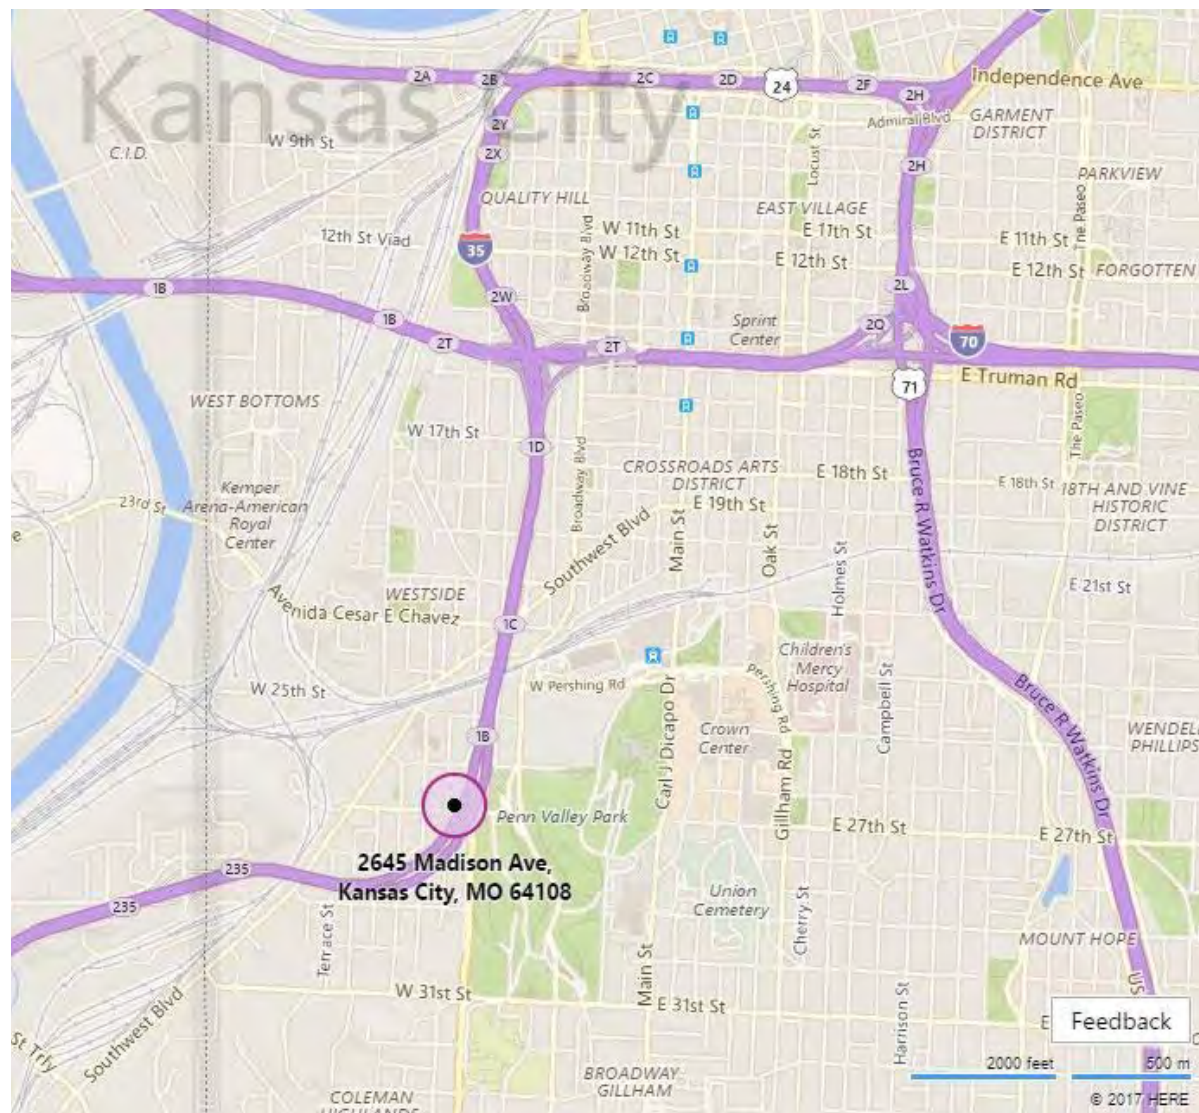 Kansas City
2A
2B
2C
2D
24
2F
2H
Independence Ave
Admiral Blvd
GARMENT
DISTRICT
2Y
2X
W 9th St
C.I.D.
Locust St
2H
PARKVIEW
QUALITY HILL
EAST VILLAGE
The Paseo
12th St Viad
35
Broadway Blvd
W 11th St
W 12th St
E 11th St
E 12th St
E 11th St
E 12th St
FORGOTTEN
1B
2W
2L
1B
2T
2T
Sprint
Center
2Q
70
71
E Truman Rd
WEST BOTTOMS
W 17th St
1D
Broadway Blvd
The Paseo
CROSSROADS ARTS
DISTRICT
E 18th St
E 18th St
18TH AND VINE
HISTORIC
DISTRICT
Kemper
Arena-American
Royal
Center
23rd St
E 19th St
Bruce R Watkins Dr
Southwest Blvd
Main St
Oak St
Holmes St
e
WESTSIDE
E 21st St
Avenida Cesar E Chavez
1C
Children's
Mercy
Hospital
W Pershing Rd
Pershing Rd
W 25th St
Carl J Dicapo Dr
Campbell St
Bruce R Watkins Dr
1B
Crown
Center
WENDEL
PHILLIPS
Gillham Rd
Penn Valley Park
E 27th St
E 27th St
2645 Madison Ave,
Kansas City, MO 64108
235
235
Union
Cemetery
Cherry St
Terrace St
MOUNT HOPE
Main St
W 31st St
E 31st St
US
Harrison St
E
Feedback
Southwest Blvd
St Trly
2000 feet
500 m
BROADWAY
GILLHAM
COLEMAN
HIGHLANDS
© 2017 HERE